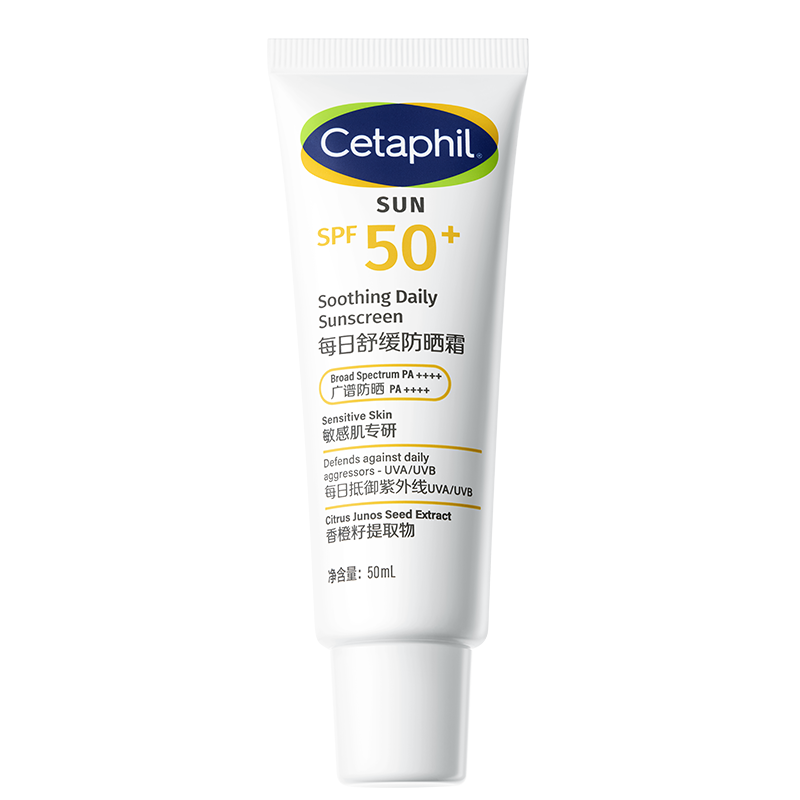 Cetaphil®
SUN
SPF 50+
Soothing Daily
Sunscreen
每日舒缓防晒霜
Broad Spectrum PA ++++
广谱防晒 PA ++++
Sensitive Skin
敏感肌专研
Defends against daily
aggressors - UVA/UVB
每日抵御紫外线UVA/UVB
Citrus Junos Seed Extract
香橙籽提取物
净含量：50mL